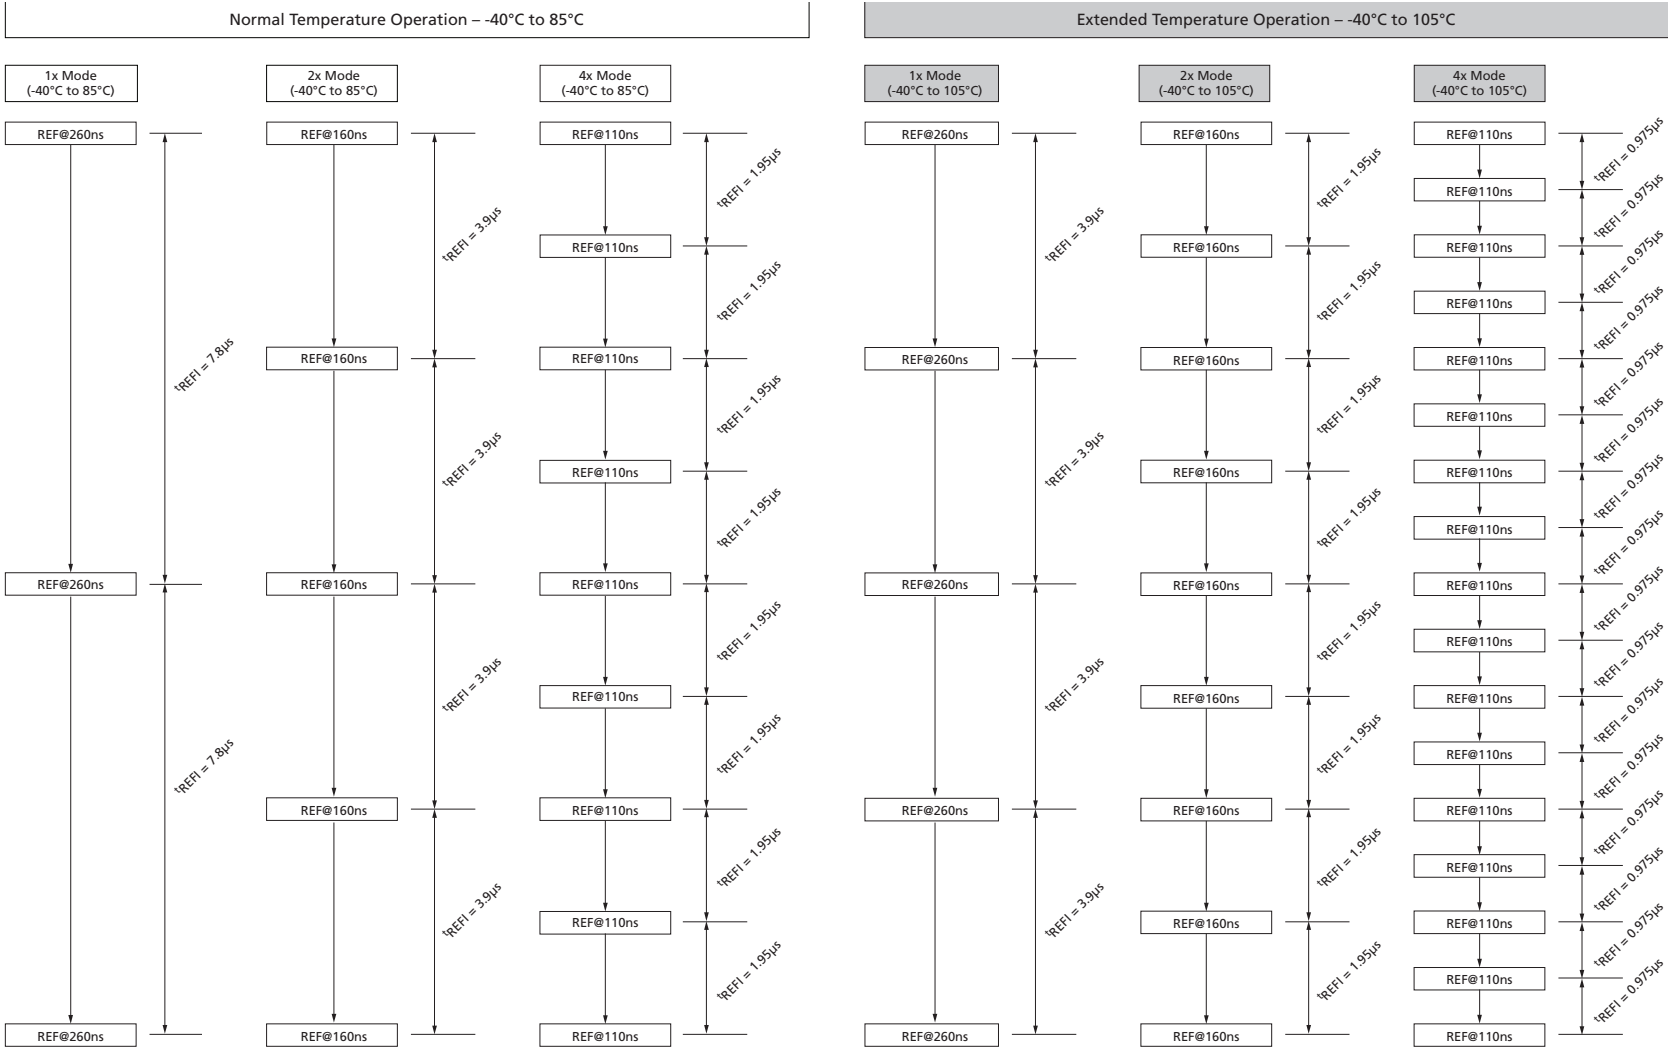 Normal Temperature Operation – -40°C to 85°C
1x Mode
(-40°C to 85°C)
REF@260ns
tREFI = 7.8μs
REF@260ns
tREFI = 7.8μs
REF@260ns
2x Mode
(-40°C to 85°C)
REF@160ns
tREFI = 3.9μs
REF@160ns
tREFI = 3.9μs
REF@160ns
tREFI = 3.9μs
REF@160ns
tREFI = 3.9μs
REF@160ns
4x Mode
(-40°C to 85°C)
REF@110ns
tREFI = 1.95μs
REF@110ns
tREFI = 1.95μs
REF@110ns
tREFI = 1.95μs
REF@110ns
tREFI = 1.95μs
REF@110ns
tREFI = 1.95μs
REF@110ns
tREFI = 1.95μs
REF@110ns
tREFI = 1.95μs
REF@110ns
tREFI = 1.95μs
REF@110ns
Extended Temperature Operation – -40°C to 105°C
1x Mode
(-40°C to 105°C)
REF@260ns
tREFI = 3.9μs
REF@260ns
tREFI = 3.9μs
REF@260ns
tREFI = 3.9μs
REF@260ns
tREFI = 3.9μs
REF@260ns
2x Mode
(-40°C to 105°C)
REF@160ns
tREFI = 1.95μs
REF@160ns
tREFI = 1.95μs
REF@160ns
tREFI = 1.95μs
REF@160ns
tREFI = 1.95μs
REF@160ns
tREFI = 1.95μs
REF@160ns
tREFI = 1.95μs
REF@160ns
tREFI = 1.95μs
REF@160ns
tREFI = 1.95μs
REF@160ns
4x Mode
(-40°C to 105°C)
REF@110ns
tREFI = 0.975μs
REF@110ns
tREFI = 0.975μs
REF@110ns
tREFI = 0.975μs
REF@110ns
tREFI = 0.975μs
REF@110ns
tREFI = 0.975μs
REF@110ns
tREFI = 0.975μs
REF@110ns
tREFI = 0.975μs
REF@110ns
tREFI = 0.975μs
REF@110ns
tREFI = 0.975μs
REF@110ns
tREFI = 0.975μs
REF@110ns
tREFI = 0.975μs
REF@110ns
tREFI = 0.975μs
REF@110ns
tREFI = 0.975μs
REF@110ns
tREFI = 0.975μs
REF@110ns
tREFI = 0.975μs
REF@110ns
tREFI = 0.975μs
REF@110ns